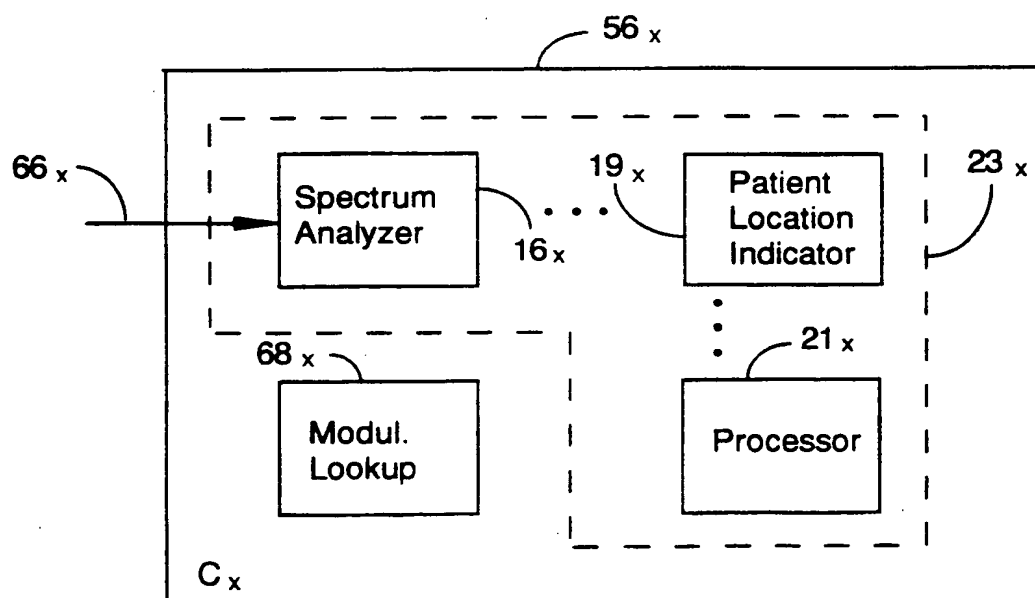 56 x
66 x
Spectrum
Analyzer
16 x
19 x
Patient
Location
Indicator
23 x
68 x
Modul.
Lookup
21 x
Processor
C x